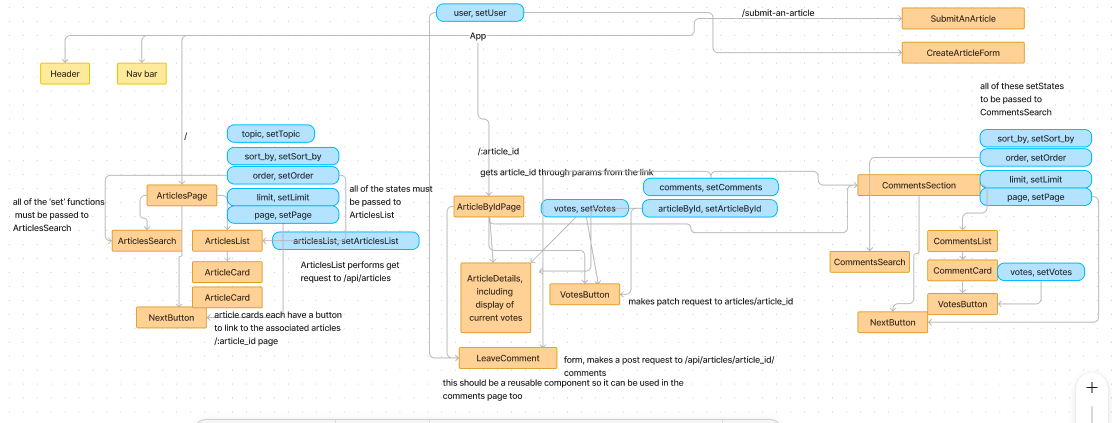 user, setUser
/submit-an-article
SubmitAnArticle
App
CreateArticleForm
Header
Nav bar
all of these setStates
to be passed to
CommentsSearch
/
topic, setTopic
sort_by, setSort_by
order, setOrder
limit, setLimit
page, setPage
ArticlesPage
all of the 'set' functions
must be passed to
ArticlesSearch
all of the states must
be passed to
ArticlesList
ArticlesSearch
ArticlesList
articlesList, setArticlesList
ArticlesList performs get
request to /api/articles
ArticleCard
ArticleCard
NextButton
article cards each have a button
to link to the associated articles
/:article_id page
/:article_id
gets article_id through params from the link
comments, setComments
ArticleByIdPage
votes, setVotes
articleById, setArticleById
ArticleDetails,
including
display of
current votes
VotesButton
makes patch request to articles/article_id
LeaveComment
form, makes a post request to /api/articles/article_id/
comments
this should be a reusable component so it can be used in the
comments page too
sort_by, setSort_by
order, setOrder
limit, setLimit
page, setPage
CommentsSection
CommentsList
CommentsSearch
CommentCard
votes, setVotes
VotesButton
NextButton